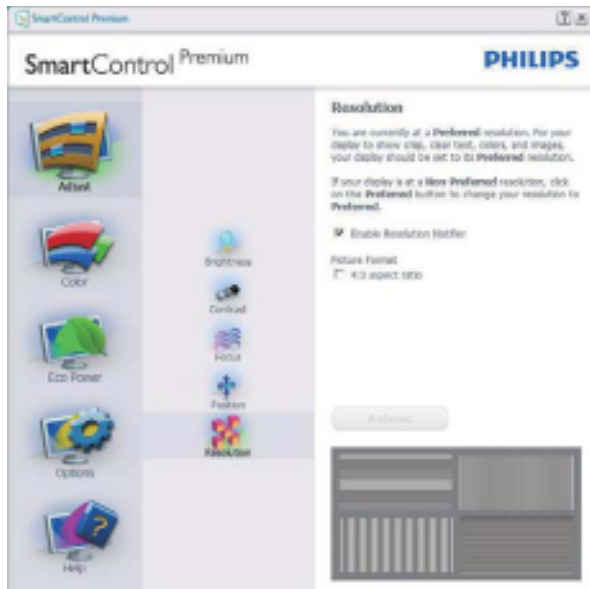 SmartControl Premium
SmartControl Premium
PHILIPS
Adjust
Color
Eco Power
Options
Help
Brightness
Contrast
Focus
Position
Resolution
Resolution
You are currently at a Preferred resolution. For your
display to show crisp, clear text, colors, and images,
your display should be set to its Preferred resolution.
If your display is at a Non-Preferred resolution, click
on the Preferred button to change your resolution to
Preferred.
Enable Resolution Notifier
Picture Format
4:3 aspect ratio
Preferred